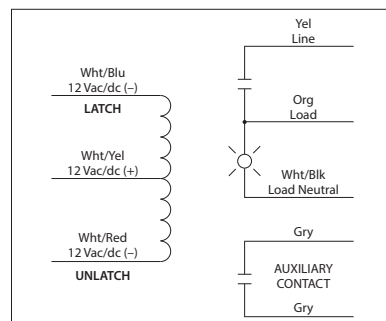 Wht/Blu
12 Vac/dc (–)
LATCH
Wht/Yel
12 Vac/dc (+)
Wht/Red
12 Vac/dc (–)
UNLATCH
Yel
Line
Org
Load
Wht/Blk
Load Neutral
Gry
AUXILIARY
CONTACT
Gry